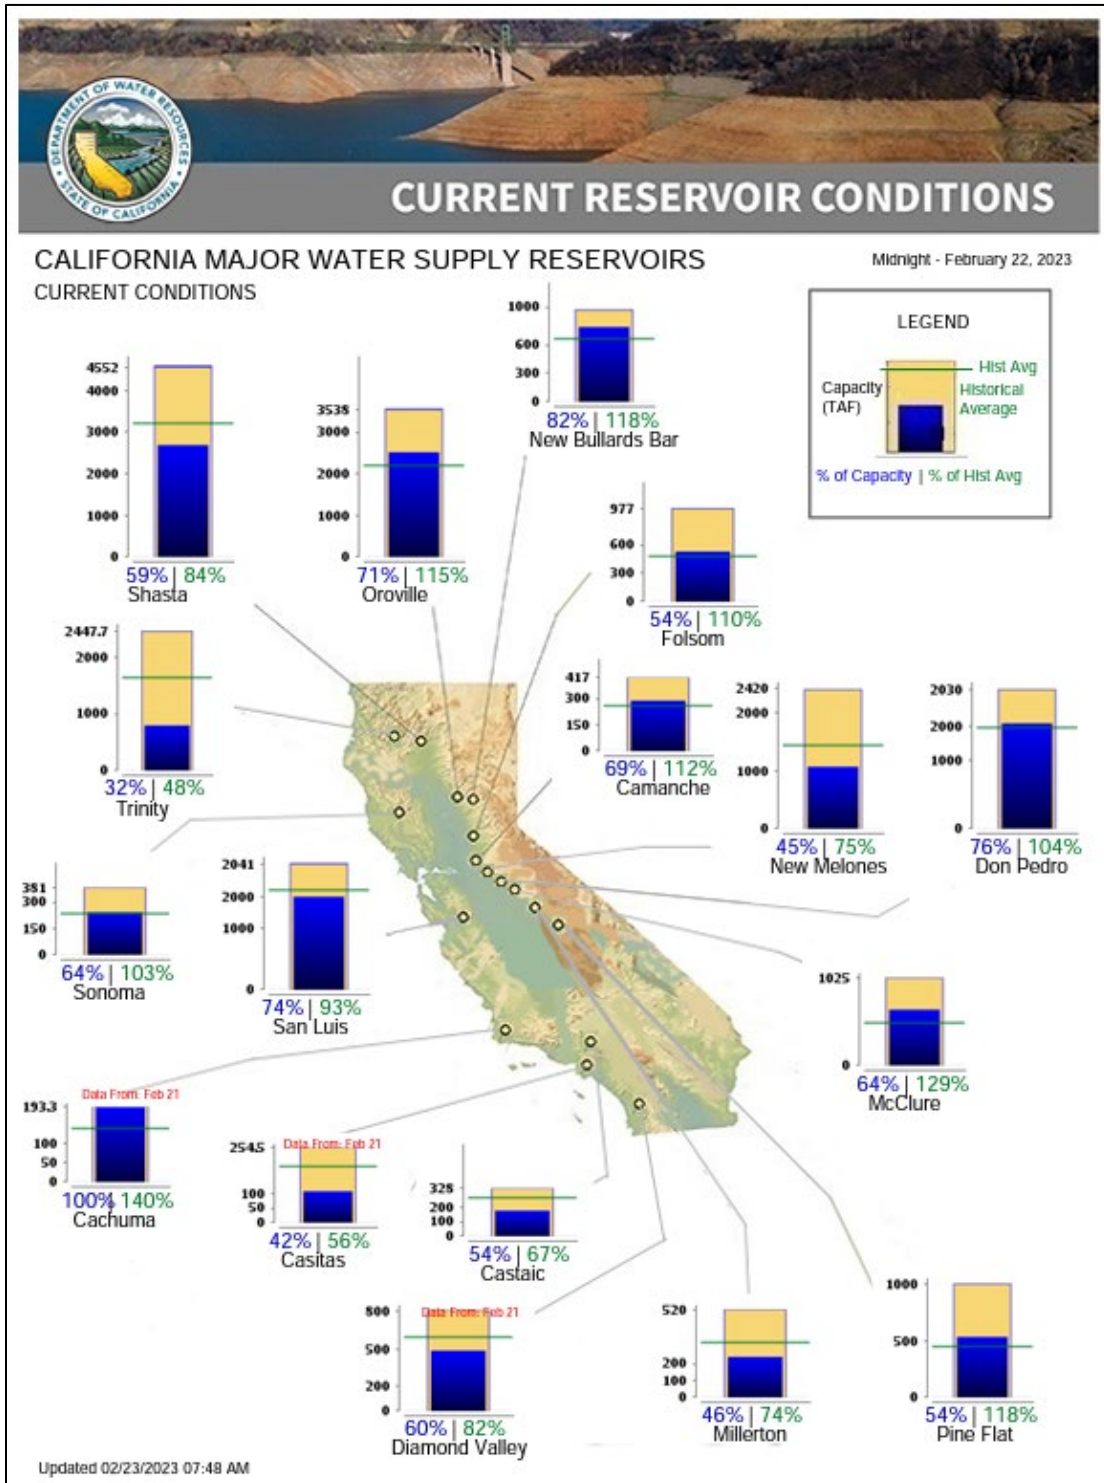 DEPARTMENT OF WATER RESOURCES
STATE OF CALIFORNIA
CURRENT RESERVOIR CONDITIONS
CALIFORNIA MAJOR WATER SUPPLY RESERVOIRS
Midnight - February 22, 2023
CURRENT CONDITIONS
LEGEND
Hist Avg
Capacity
(TAF)
Historical
Average
% of Capacity | % of Hist Avg
1000
600
300
0
82% | 118%
New Bullards Bar
4552
4000
3000
2000
1000
0
59% | 84%
Shasta
3538
3000
2000
1000
0
71% | 115%
Oroville
977
600
300
0
54% | 110%
Folsom
2447.7
2000
1000
0
32% | 48%
Trinity
417
300
150
0
69% | 112%
Camanche
2420
2000
1000
0
45% | 75%
New Melones
2030
2000
1000
0
76% | 104%
Don Pedro
381
300
150
0
64% | 103%
Sonoma
2041
2000
1000
0
74% | 93%
San Luis
1025
0
64% | 129%
McClure
Data From: Feb 21
193.3
100
50
0
100% | 140%
Cachuma
Data From: Feb 21
254.5
100
50
0
42% | 56%
Casitas
328
200
100
0
54% | 67%
Castaic
Data From: Feb 21
800
500
200
0
60% | 82%
Diamond Valley
520
200
100
0
46% | 74%
Millerton
1000
500
0
54% | 118%
Pine Flat
Updated 02/23/2023 07:48 AM